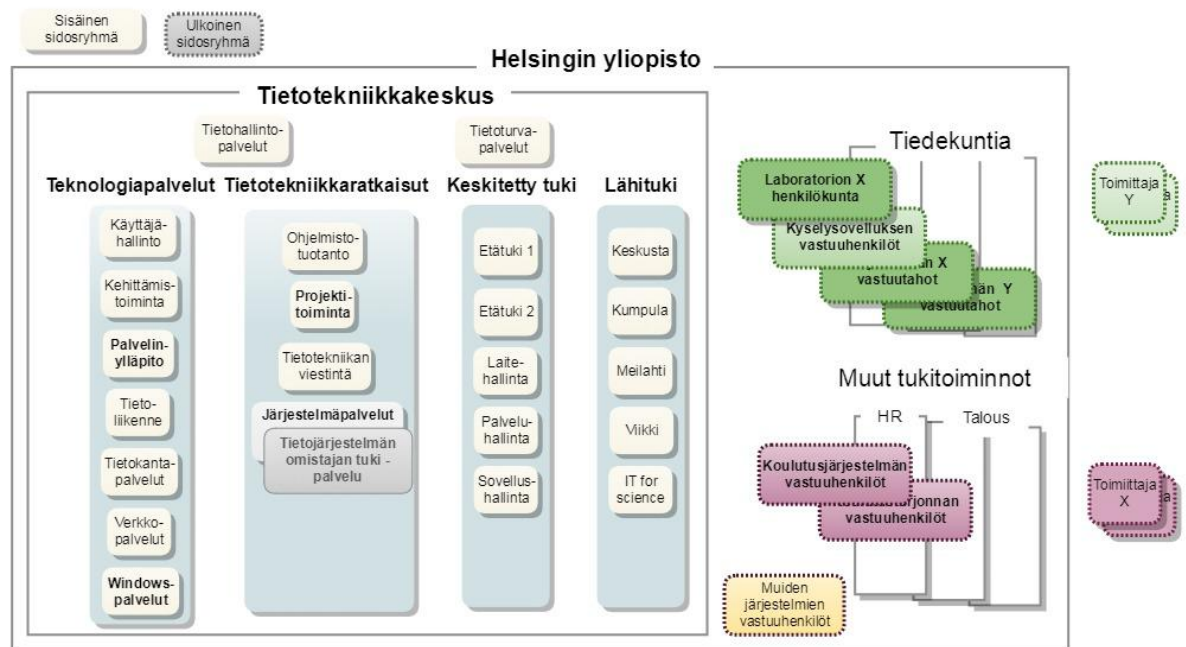 Sisäinen
sidosryhmä
Ulkoinen
sidosryhmä
Helsingin yliopisto
Tietotekniikkakeskus
Tietohallinto-
palvelut
Tietoturva-
palvelut
Teknologiapalvelut
Käyttäjä-
hallinto
Kehittämis-
toiminta
Palvelin-
ylläpito
Tieto-
liikenne
Tietokanta-
palvelut
Verkko-
palvelut
Windows-
palvelut
Tietotekniikkaratkaisut
Ohjelmisto-
tuotanto
Projekti-
toiminta
Tietotekniikan
viestintä
Järjestelmäpalvelut
Tietojärjestelmän
omistajan tuki -
palvelu
Keskitetty tuki
Etätuki 1
Etätuki 2
Laite-
hallinta
Palvelu-
hallinta
Sovellus-
hallinta
Lähituki
Keskusta
Kumpula
Meilahti
Viikki
IT for
science
Tiedekuntia
Laboratorion X
henkilökunta
Kyselysovelluksen
vastuuhenkilöt
X
vastuutahot
Y
vastuutahot
Muut tukitoiminnot
HR
Talous
Koulutusjärjestelmän
vastuuhenkilöt
vastuuhenkilöt
Muiden
järjestelmien
vastuuhenkilöt
Toimittaja
Y
Toimiittaja
X